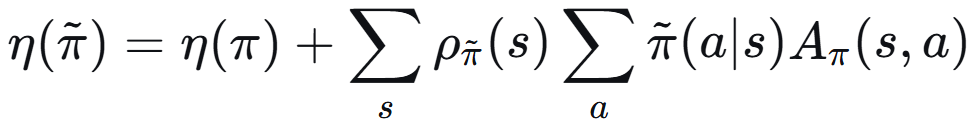 η(π̃) = η(π) + ∑_s ρ_π̃(s) ∑_a π̃(a|s)A_π(s, a)